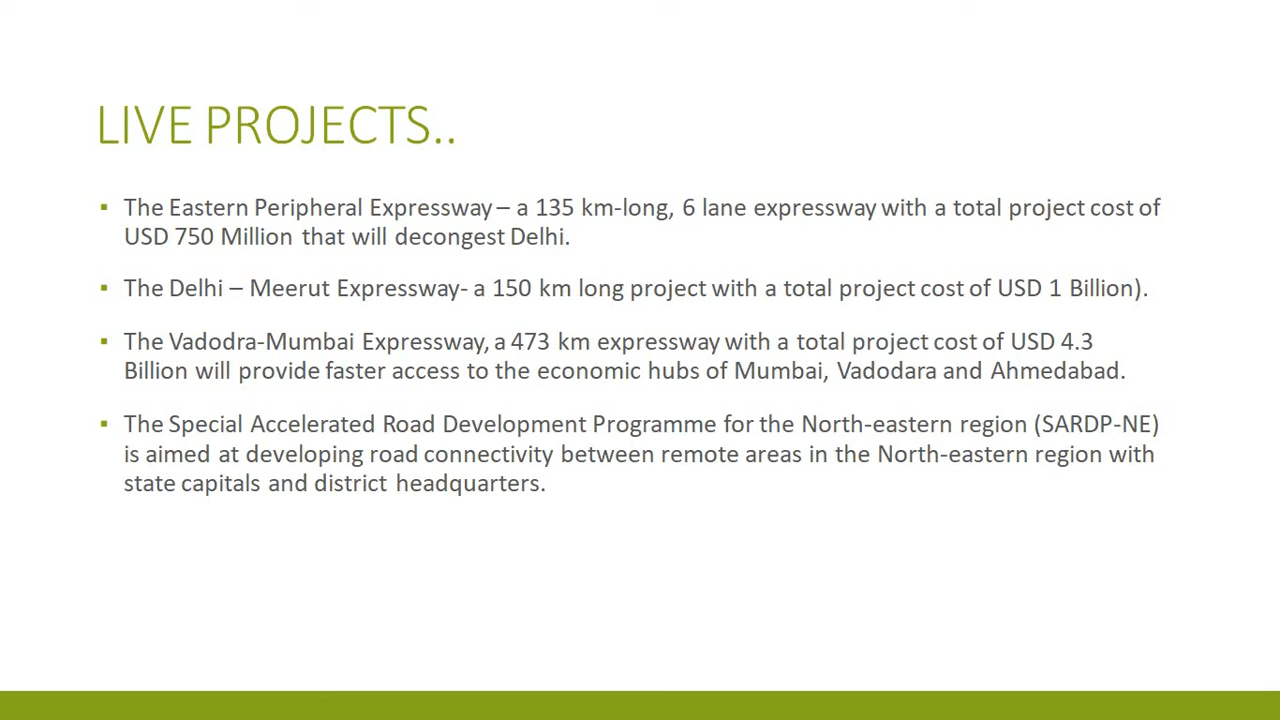 LIVE PROJECTS..
▪ The Eastern Peripheral Expressway – a 135 km-long, 6 lane expressway with a total project cost of
USD 750 Million that will decongest Delhi.
▪ The Delhi – Meerut Expressway- a 150 km long project with a total project cost of USD 1 Billion).
▪ The Vadodra-Mumbai Expressway, a 473 km expressway with a total project cost of USD 4.3
Billion will provide faster access to the economic hubs of Mumbai, Vadodara and Ahmedabad.
▪ The Special Accelerated Road Development Programme for the North-eastern region (SARDP-NE)
is aimed at developing road connectivity between remote areas in the North-eastern region with
state capitals and district headquarters.